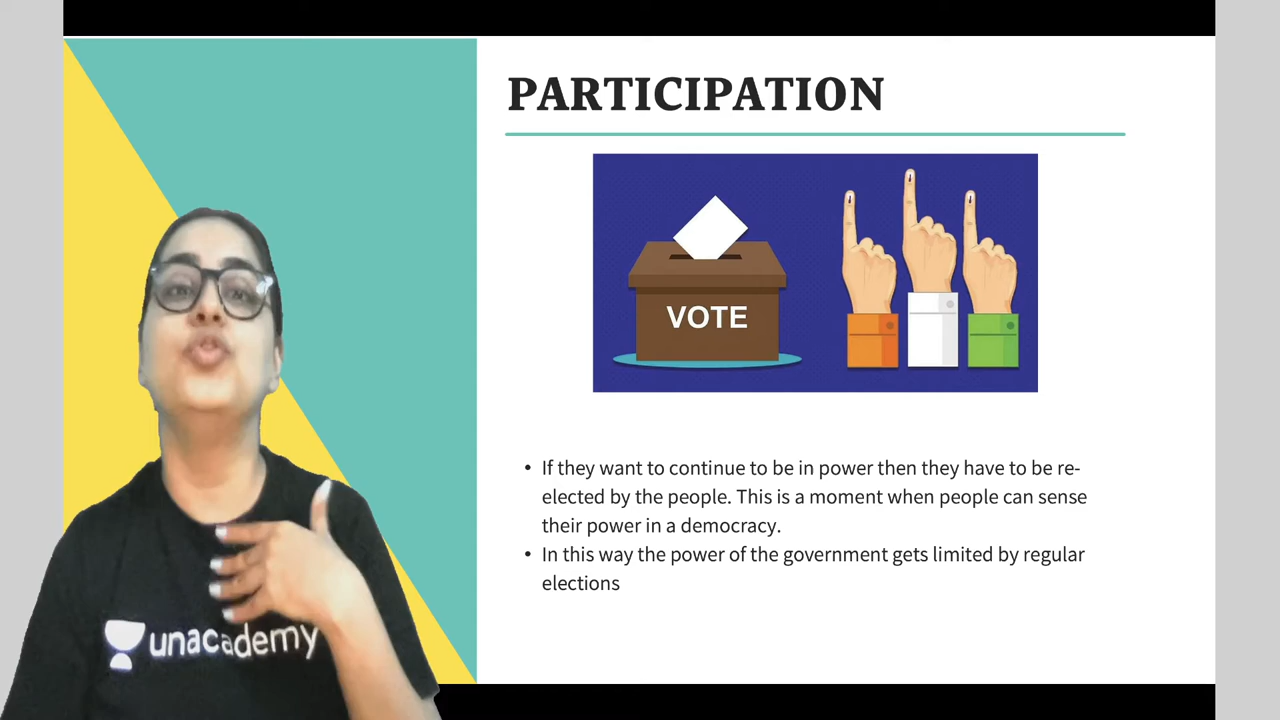 PARTICIPATION
VOTE
• If they want to continue to be in power then they have to be re-
elected by the people. This is a moment when people can sense
their power in a democracy.
• In this way the power of the government gets limited by regular
elections
unacademy